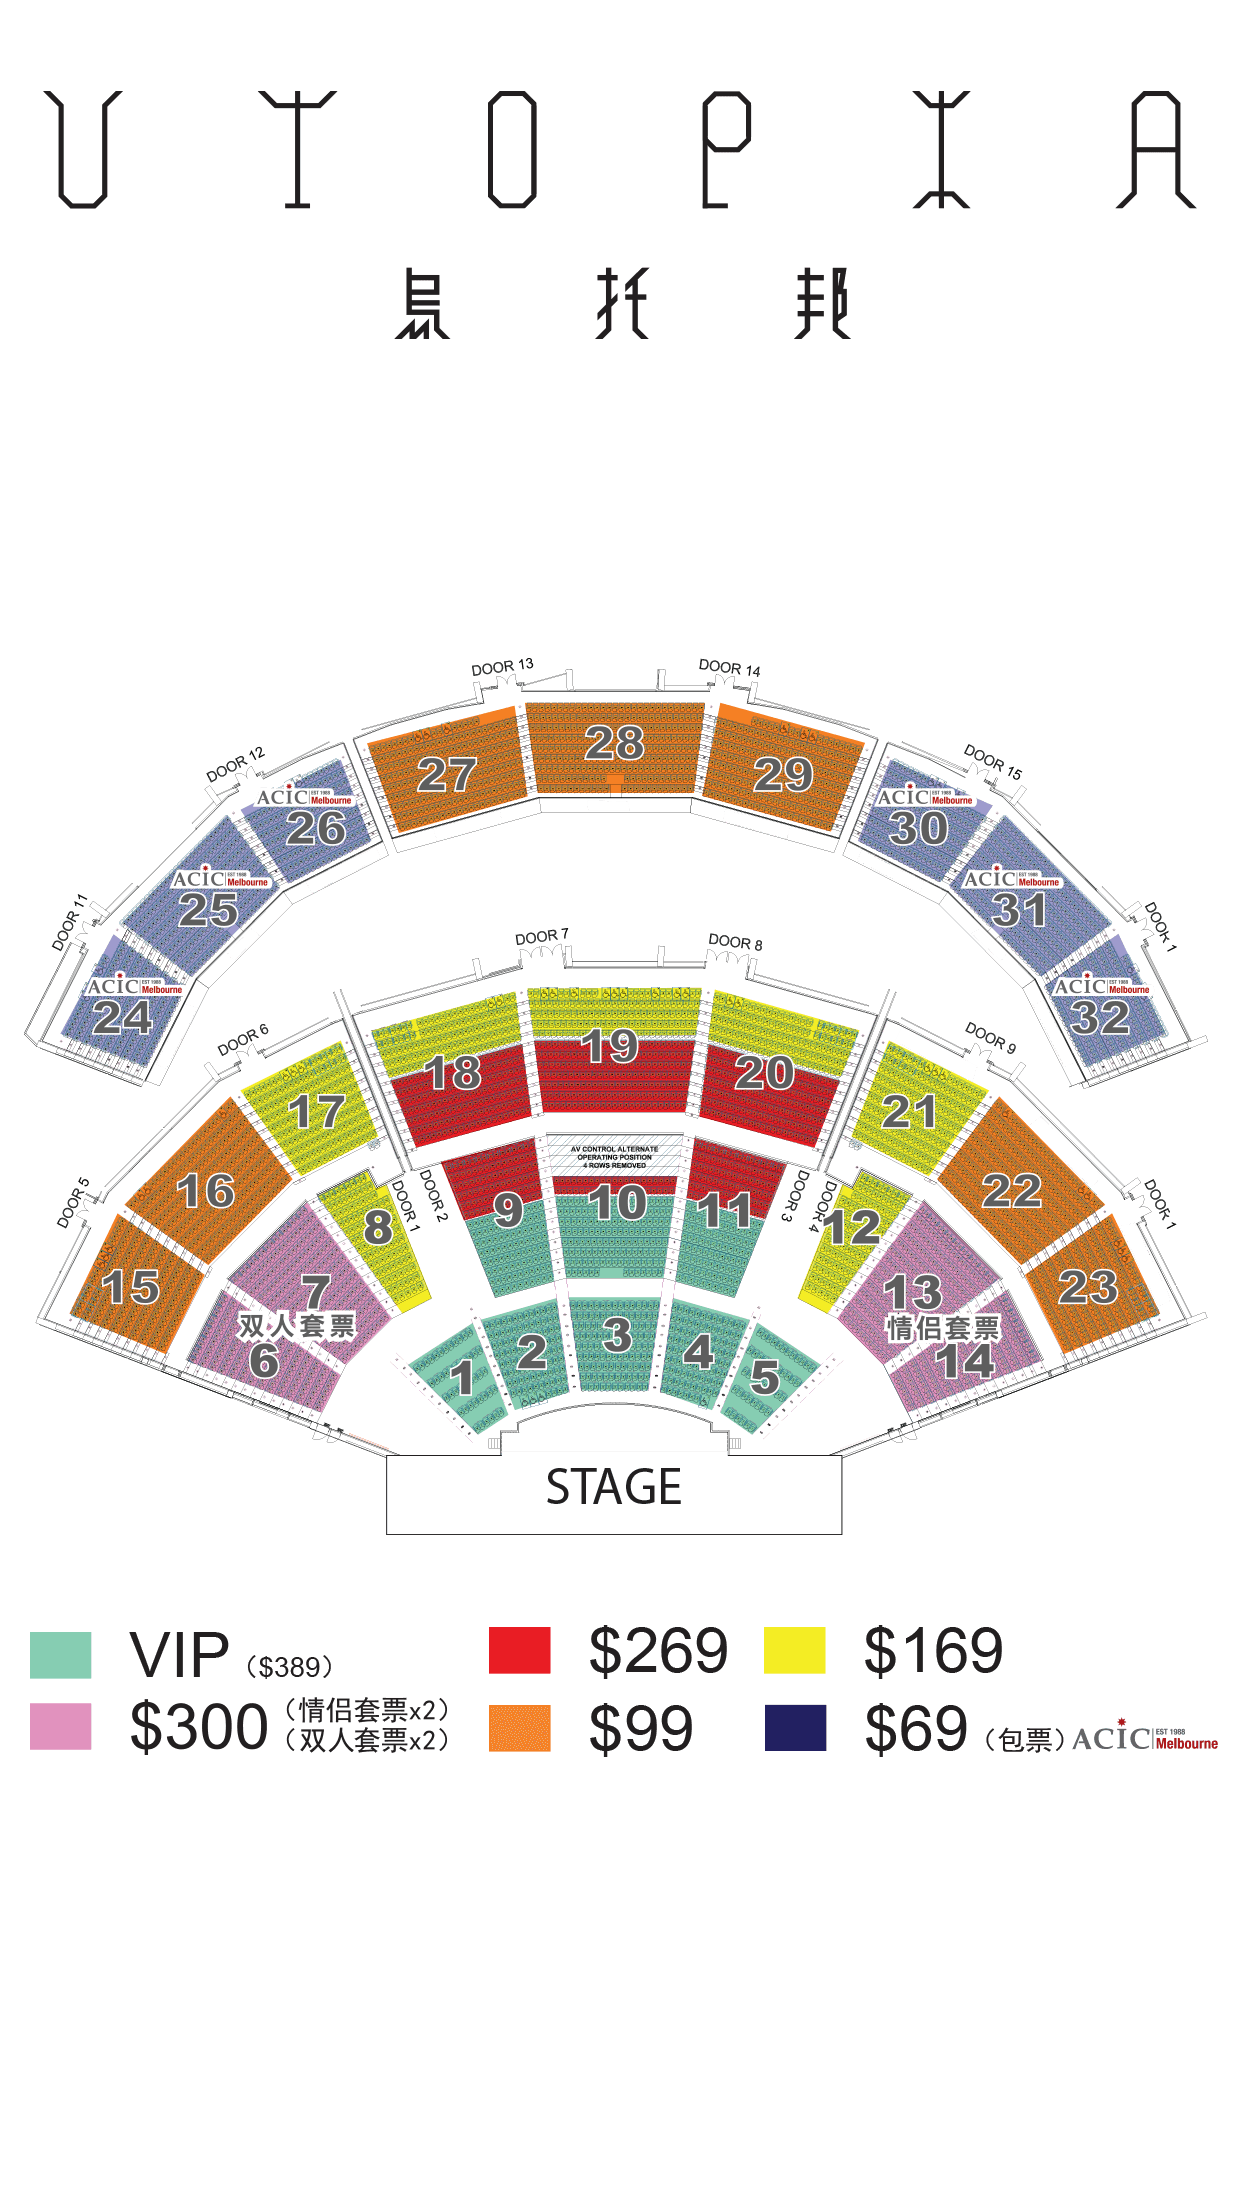 UTOPIA
烏托邦
DOOR 13
DOOR 14
28
27
29
DOOR 12
DOOR 15
ACIC EST 1988 Melbourne
26
ACIC EST 1988 Melbourne
30
ACIC EST 1988 Melbourne
25
ACIC EST 1988 Melbourne
31
DOOR 11
DOOR 1
ACIC EST 1988 Melbourne
24
ACIC EST 1988 Melbourne
32
DOOR 7
DOOR 8
DOOR 6
DOOR 9
19
18
20
17
21
AV CONTROL ALTERNATE
OPERATING POSITION
4 ROWS REMOVED
DOOR 5
16
DOOR 1
DOOR 2
9
10
11
DOOR 3
DOOR 4
22
DOOR 1
8
12
15
7
13
23
双人套票
情侣套票
6
14
1
2
3
4
5
STAGE
VIP（$389）
$269
$169
$300（情侣套票x2）
（双人套票x2）
$99
$69（包票）ACIC EST 1988 Melbourne